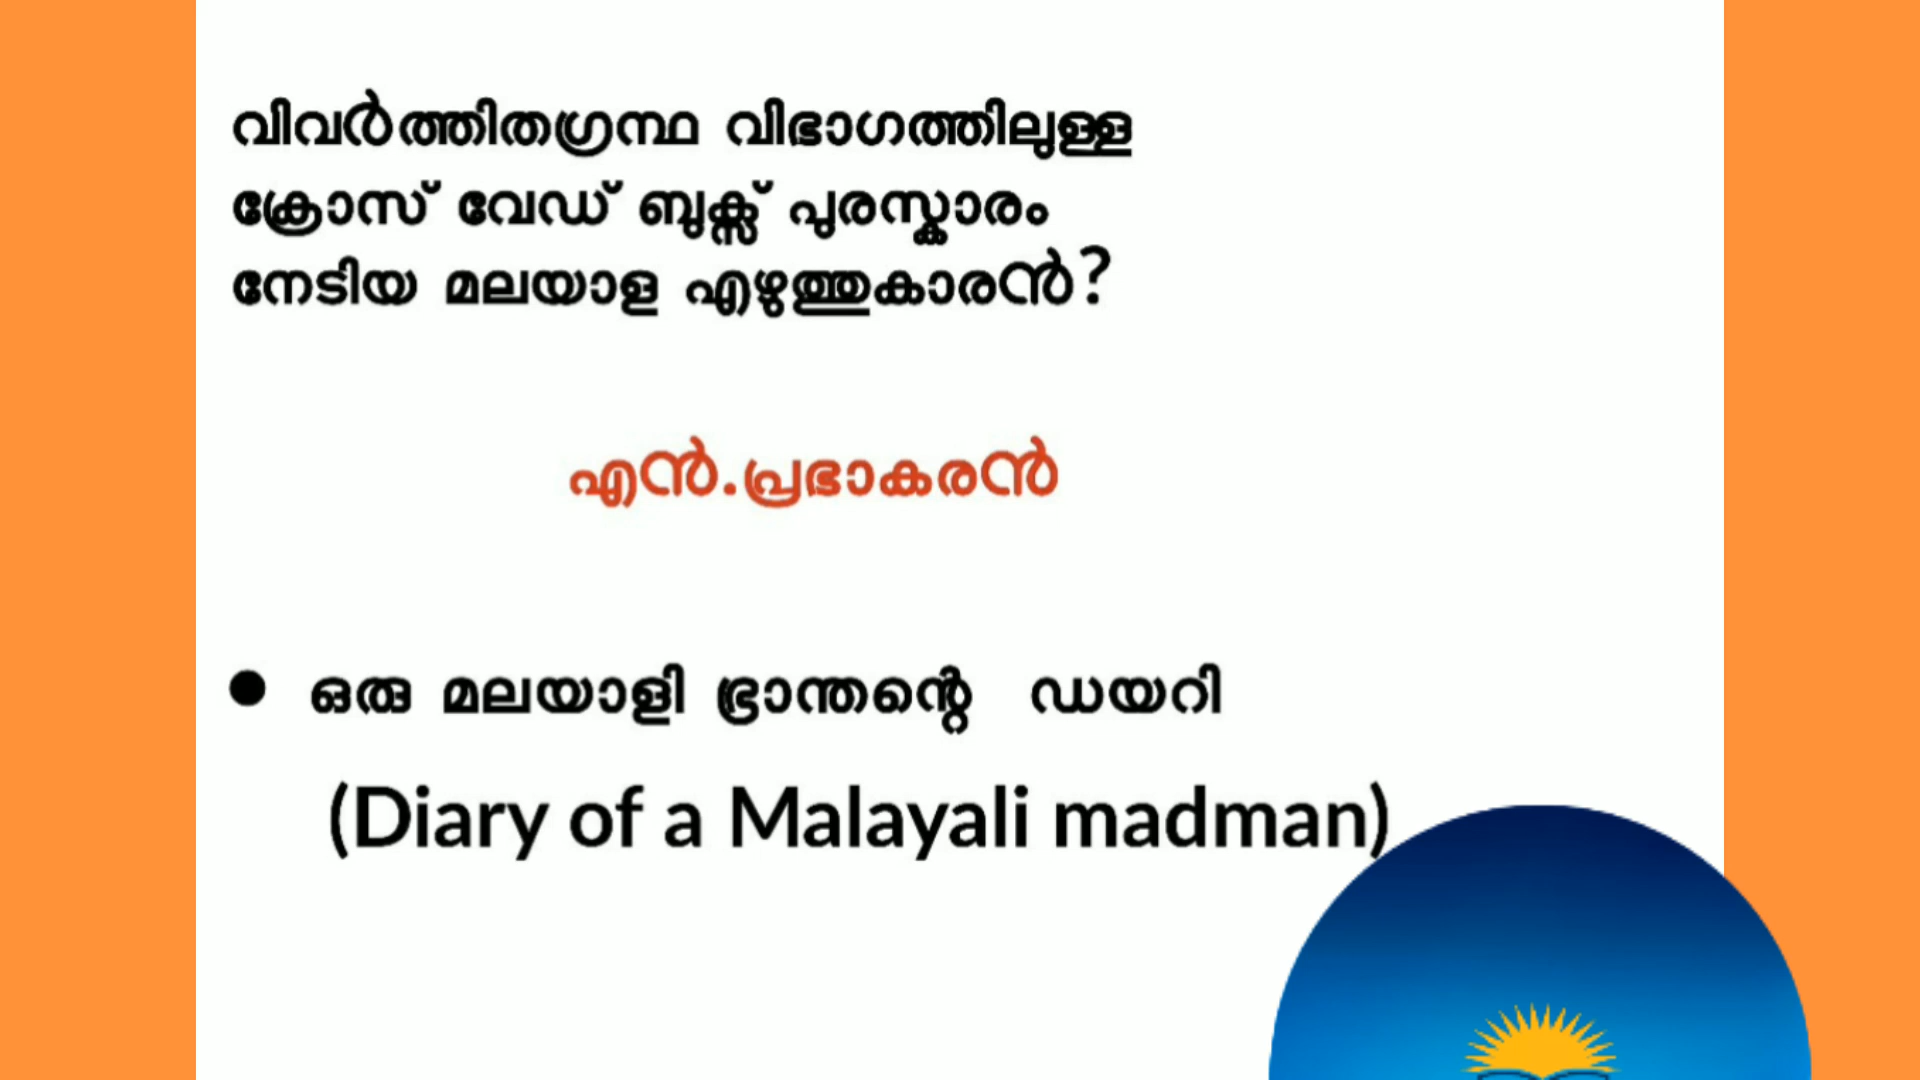 വിവർത്തിതഗ്രന്ഥ വിഭാഗത്തിലുള്ള
ക്രോസ് വേഡ് ബുക്സ് പുരസ്കാരം
നേടിയ മലയാള എഴുത്തുകാരൻ?
എൻ.പ്രഭാകരൻ
● ഒരു മലയാളി ഭ്രാന്തന്റെ ഡയറി
(Diary of a Malayali madman)